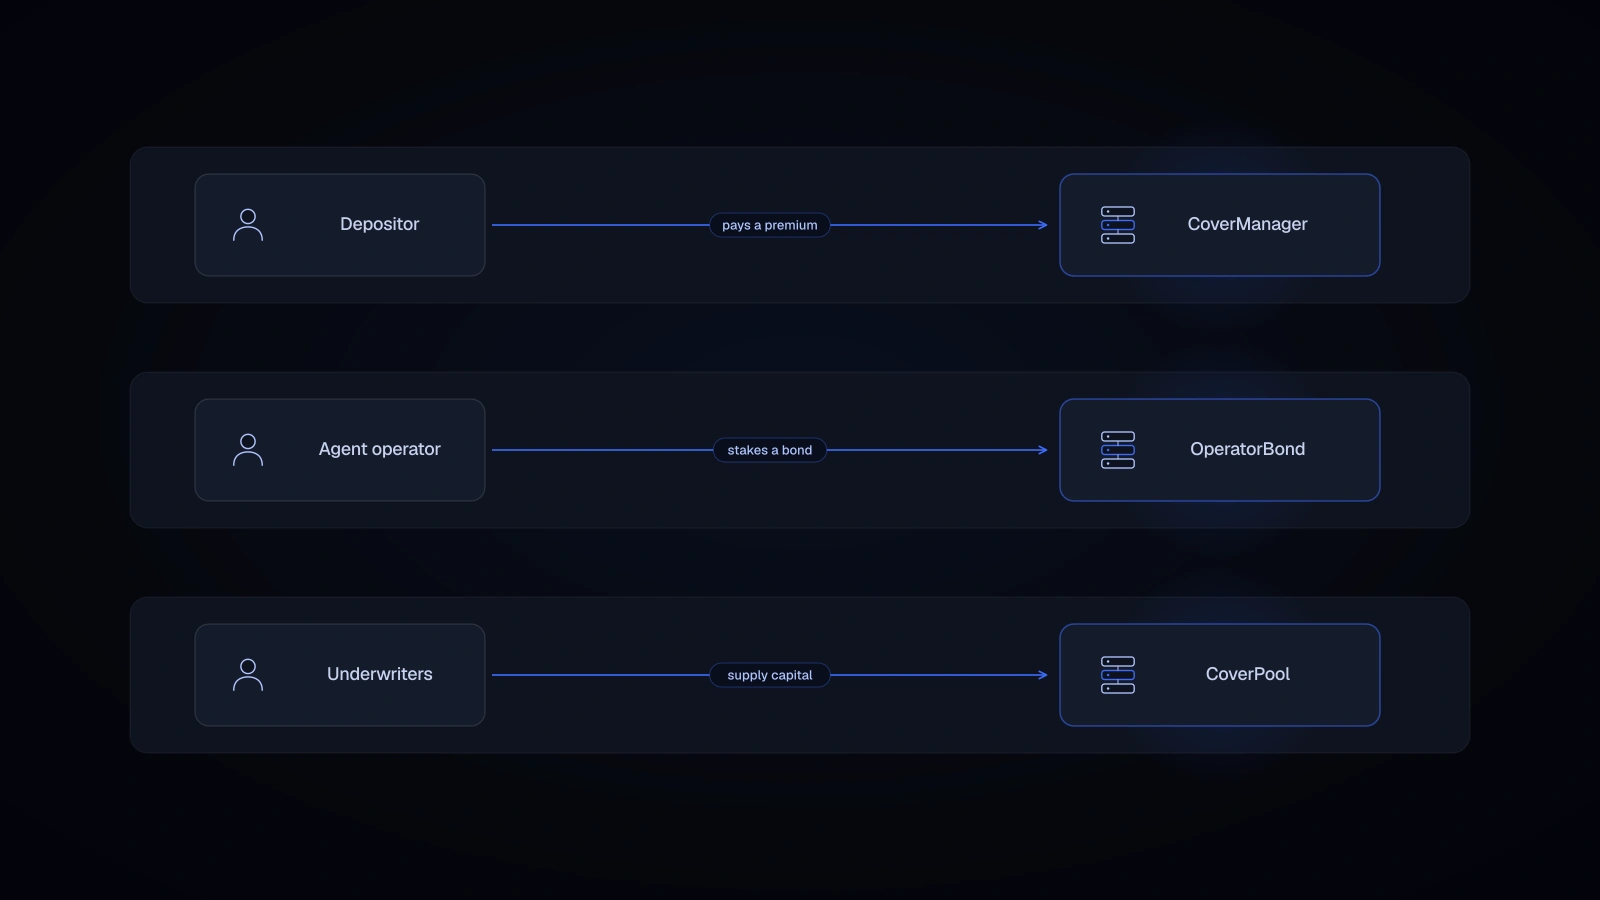 Depositor
pays a premium
CoverManager
Agent operator
stakes a bond
OperatorBond
Underwriters
supply capital
CoverPool